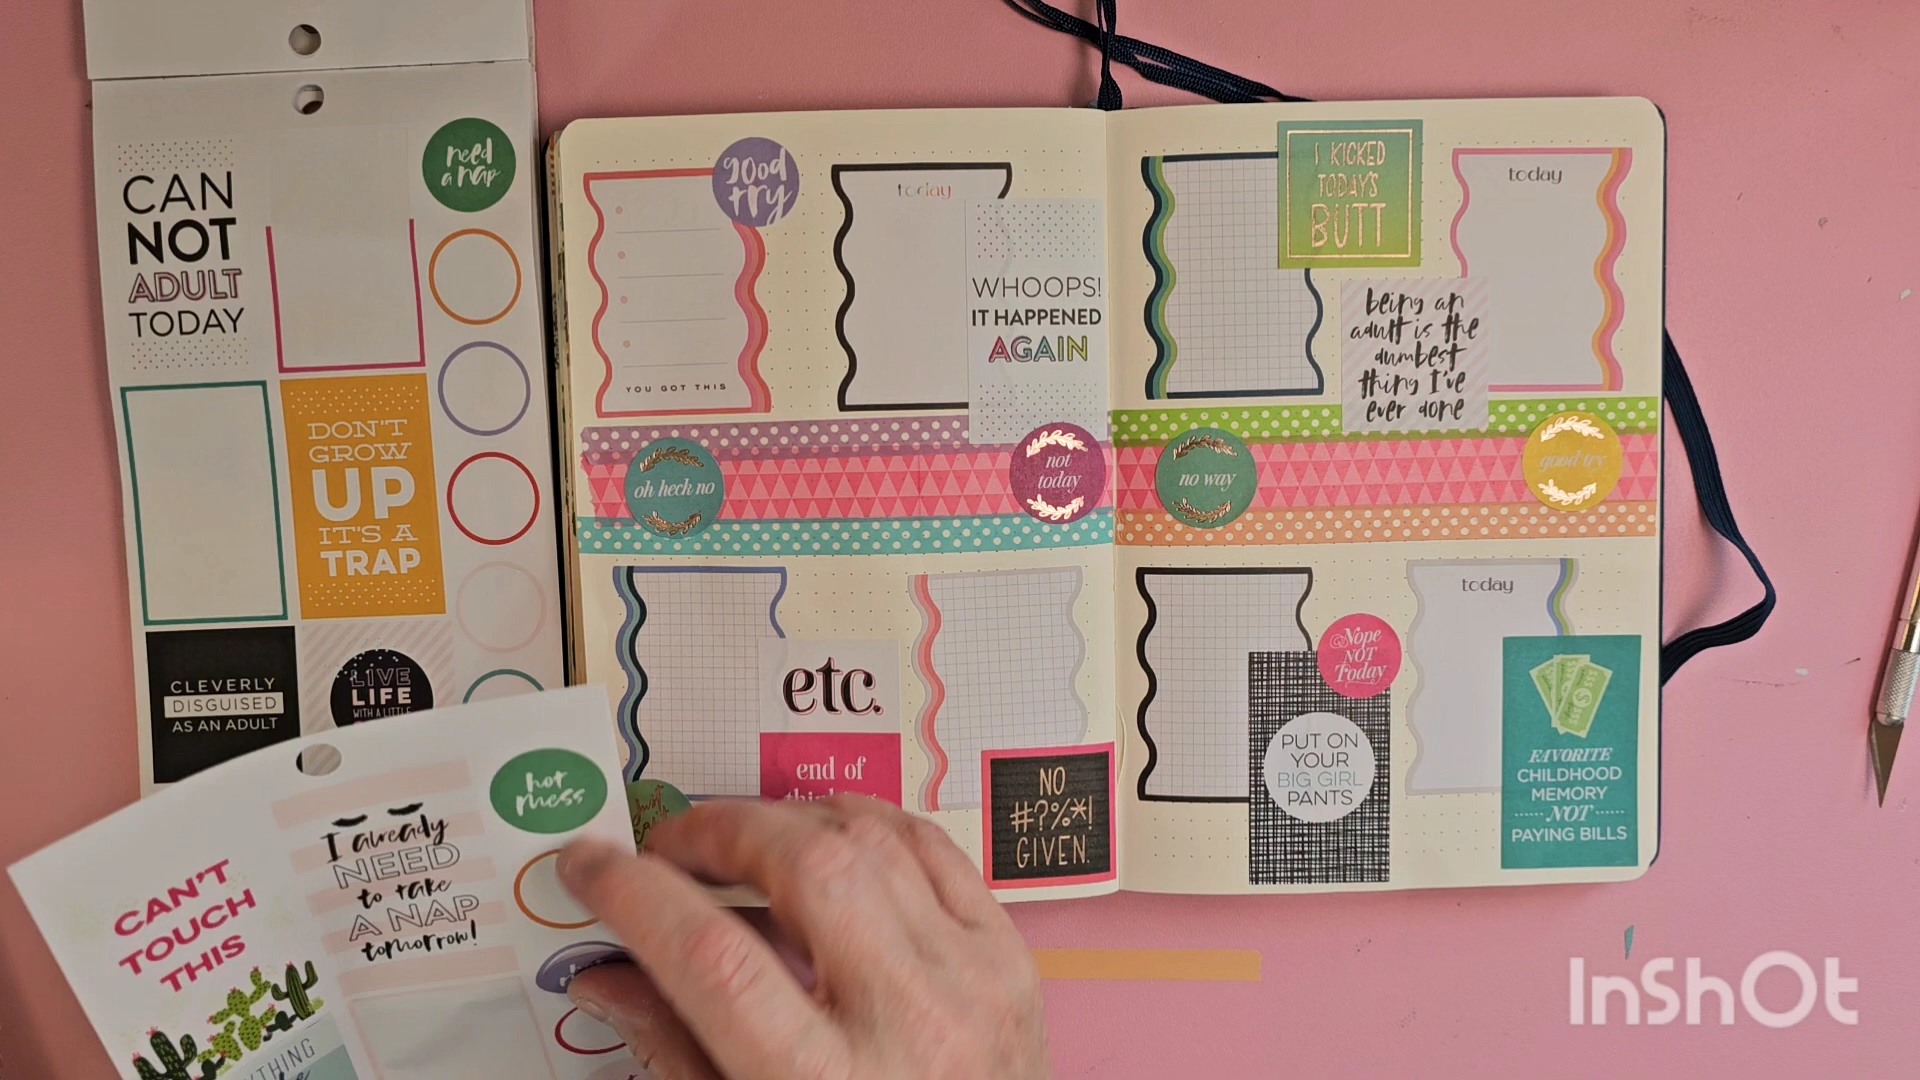 CAN
NOT
ADULT
TODAY
need
a nap
DON'T
GROW
UP
IT'S A
TRAP
CLEVERLY
DISGUISED
AS AN ADULT
LIVE
LIFE
WITH A LITTLE
CAN'T
TOUCH
THIS
I already
NEED
to take
A NAP
tomorrow!
hot
mess
good
try
YOU GOT THIS
today
WHOOPS!
IT HAPPENED
AGAIN
oh heck no
not
today
etc.
end of
NO
#?%*!
GIVEN.
I KICKED
TODAY'S
BUTT
today
being an
adult is the
dumbest
thing I've
ever done
no way
good try
Nope
NOT
Today
PUT ON
YOUR
BIG GIRL
PANTS
today
$$$
FAVORITE
CHILDHOOD
MEMORY
NOT
PAYING BILLS
InShOt